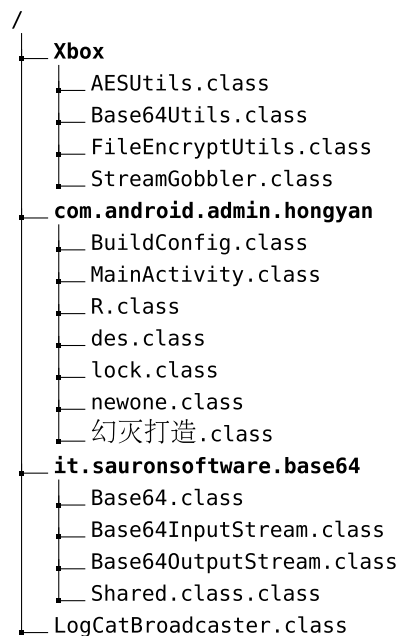 /
Xbox
AESUtils.class
Base64Utils.class
FileEncryptUtils.class
StreamGobbler.class
com.android.admin.hongyan
BuildConfig.class
MainActivity.class
R.class
des.class
lock.class
newone.class
幻灭打造.class
it.sauronsoftware.base64
Base64.class
Base64InputStream.class
Base64OutputStream.class
Shared.class.class
LogCatBroadcaster.class